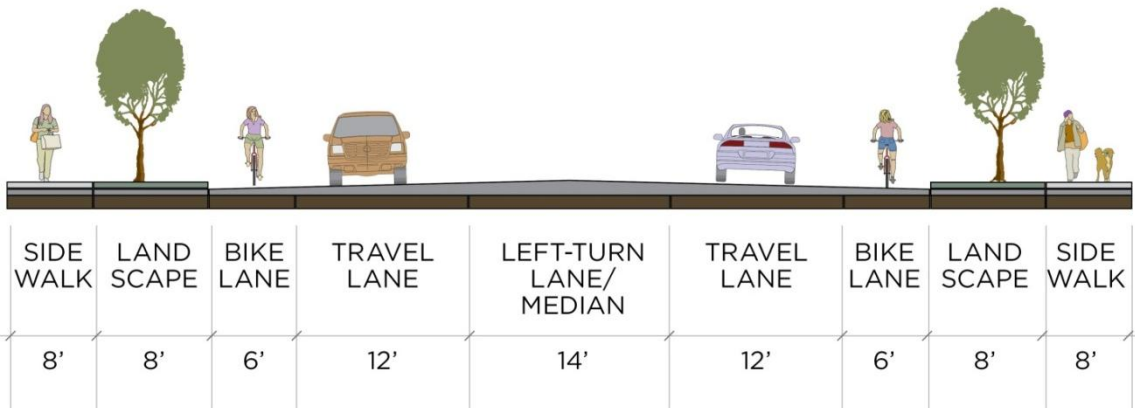 SIDE
WALK
LAND
SCAPE
BIKE
LANE
TRAVEL
LANE
LEFT-TURN
LANE/
MEDIAN
TRAVEL
LANE
BIKE
LANE
LAND
SCAPE
SIDE
WALK
8’ 8’ 6’ 12’ 14’ 12’ 6’ 8’ 8’